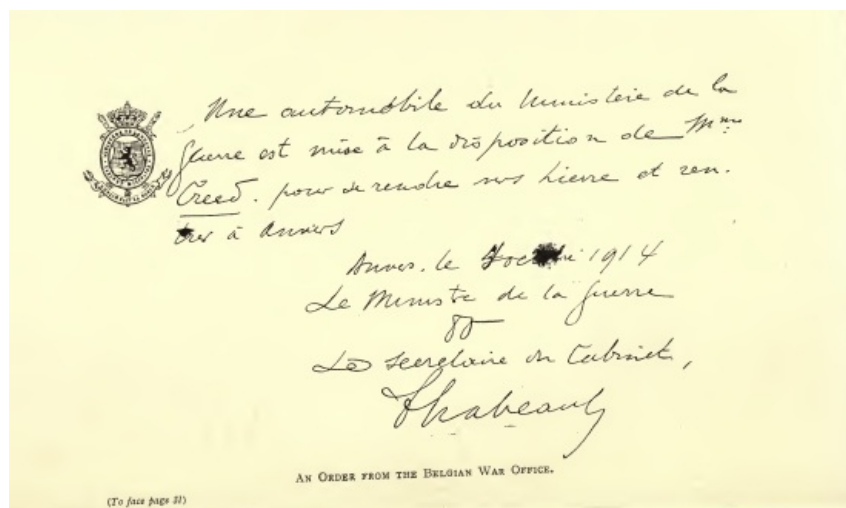 Une automobile du Ministère de la
Guerre est mise à la disposition de Mme
Creed. pour se rendre vers Lierre et ren-
trer à Anvers
Anvers, le 1914
Le Ministre de la Guerre
Le Secrétaire du Cabinet,
AN ORDER FROM THE BELGIAN WAR OFFICE.
(To face page 32)